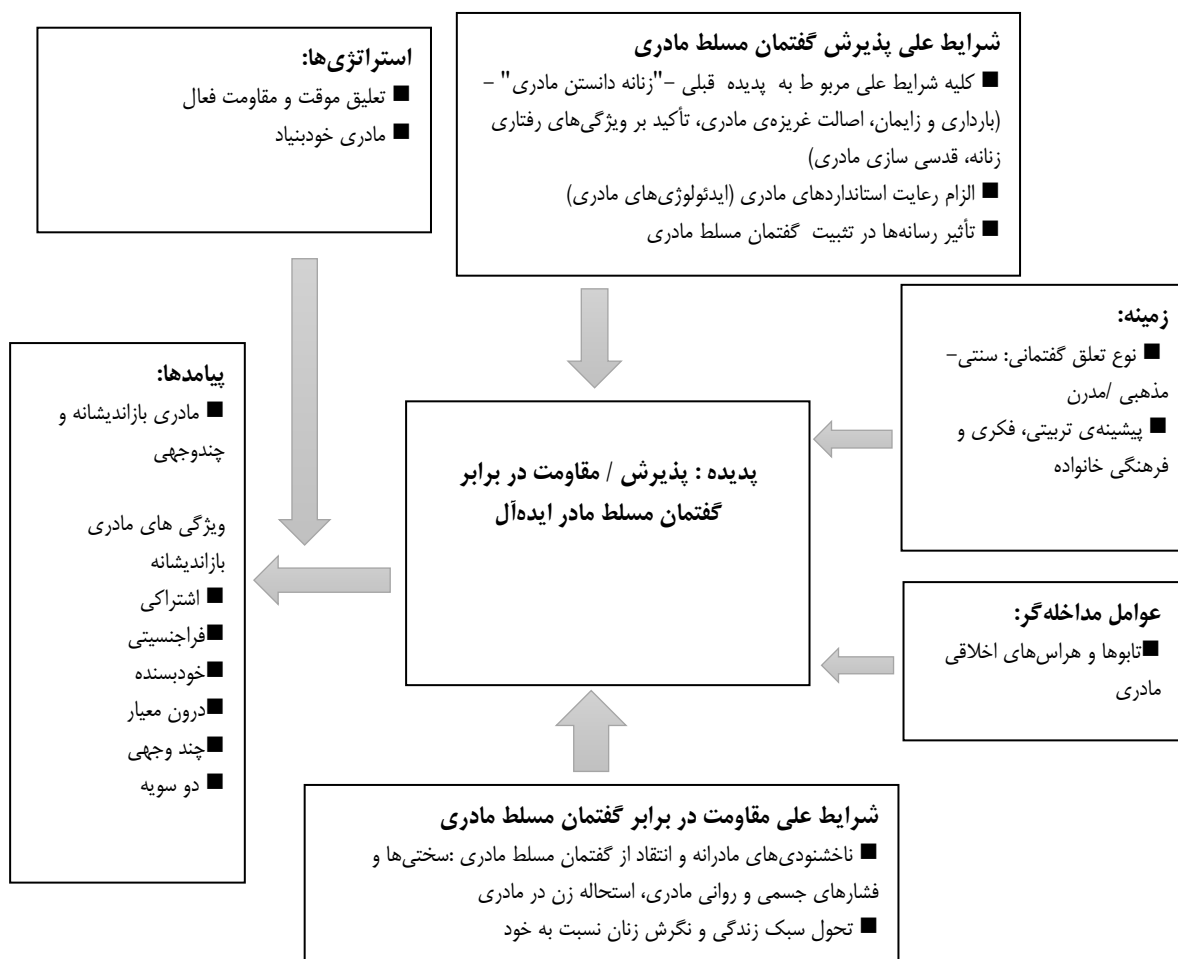 شرایط علی پذیرش گفتمان مسلط مادری
■ کلیه شرایط علی مربو ط به پدیده قبلی –"زنانه دانستن مادری" –
(بارداری و زایمان، اصالت غریزه‌ی مادری، تأکید بر ویژگی‌های رفتاری
زنانه، قدسی سازی مادری)
■ الزام رعایت استانداردهای مادری (ایدئولوژی‌های مادری)
■ تأثیر رسانه‌ها در تثبیت گفتمان مسلط مادری
استراتژی‌ها:
■ تعلیق موقت و مقاومت فعال
■ مادری خودبنیاد
زمینه:
■ نوع تعلق گفتمانی: سنتی–
مذهبی /مدرن
■ پیشینه‌ی تربیتی، فکری و
فرهنگی خانواده
پدیده : پذیرش / مقاومت در برابر
گفتمان مسلط مادر ایده‌آل
پیامدها:
■ مادری بازاندیشانه و
چندوجهی
ویژگی های مادری
بازاندیشانه
■ اشتراکی
■فراجنسیتی
■خودبسنده
■درون معیار
■چند وجهی
■ دو سویه
عوامل مداخله‌گر:
■تابوها و هراس‌های اخلاقی
مادری
شرایط علی مقاومت در برابر گفتمان مسلط مادری
■ ناخشنودی‌های مادرانه و انتقاد از گفتمان مسلط مادری :سختی‌ها و
فشارهای جسمی و روانی مادری، استحاله زن در مادری
■ تحول سبک زندگی و نگرش زنان نسبت به خود